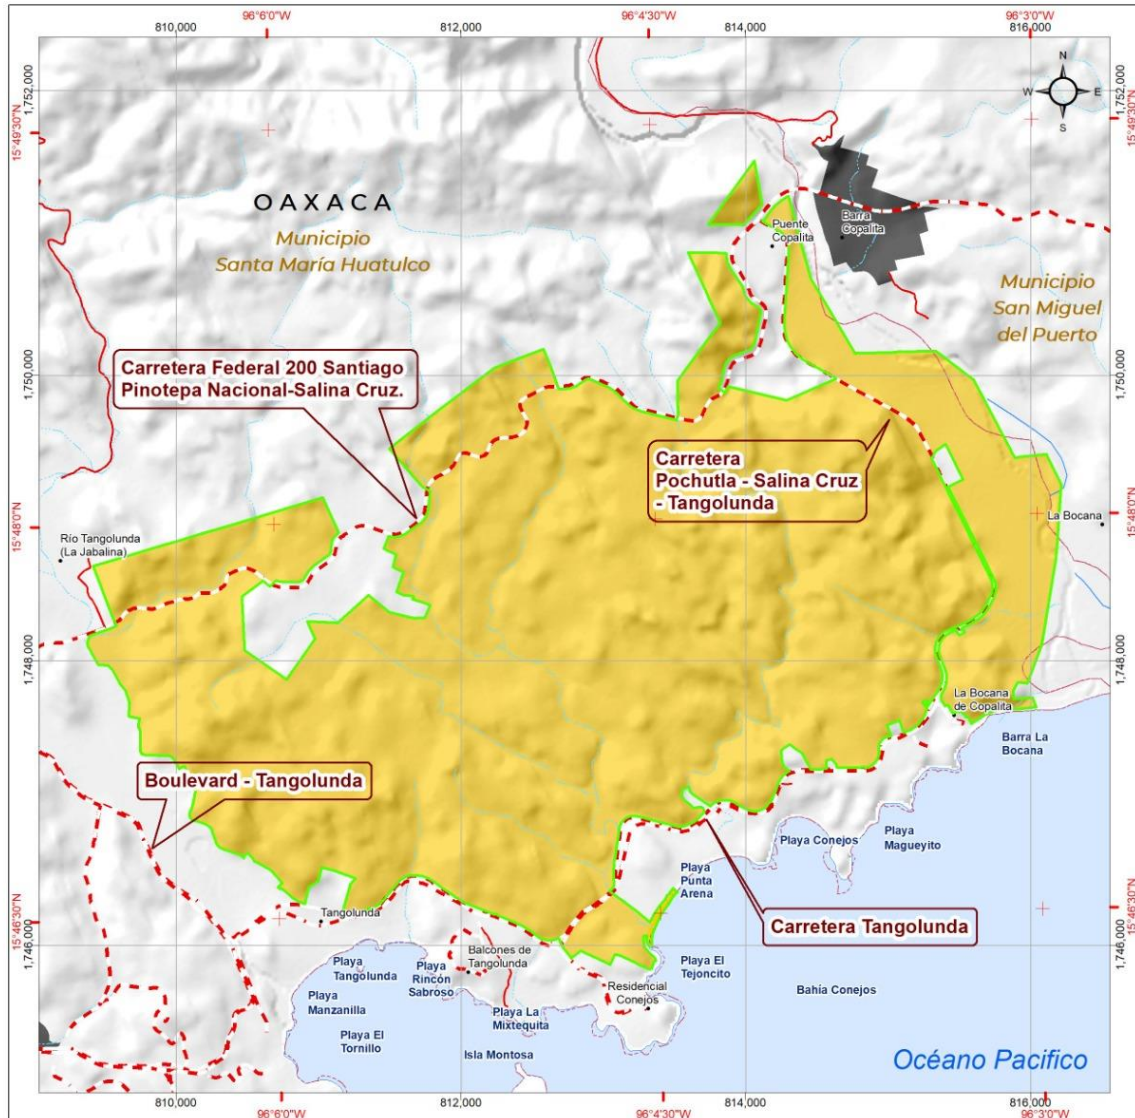 810,000
96°6'0"W
812,000
96°4'30"W
814,000
816,000
96°3'0"W
1,752,000
1,752,000
15°49'30"N
15°49'30"N
N
W
E
S
OAXACA
Municipio
Santa María Huatulco
Puente
Copalita
Barra
Copalita
Municipio
San Miguel
del Puerto
Carretera Federal 200 Santiago
Pinotepa Nacional-Salina Cruz.
1,750,000
1,750,000
Carretera
Pochutla - Salina Cruz
- Tangolunda
15°48'0"N
15°48'0"N
La Bocana
Río Tangolunda
(La Jabalina)
1,748,000
1,748,000
La Bocana
de Copalita
Barra La
Bocana
Boulevard - Tangolunda
Playa Conejos
Playa
Magueyito
Playa
Punta
Arena
Carretera Tangolunda
15°46'30"N
15°46'30"N
Tangolunda
1,746,000
1,746,000
Balcones de
Tangolunda
Playa
Tangolunda
Playa
Rincón
Sabroso
Playa El
Tejoncito
Residencial
Conejos
Bahía Conejos
Playa
Manzanilla
Playa La
Mixtequita
Playa El
Tornillo
Isla Montosa
Océano Pacifico
810,000
96°6'0"W
812,000
96°4'30"W
814,000
816,000
96°3'0"W